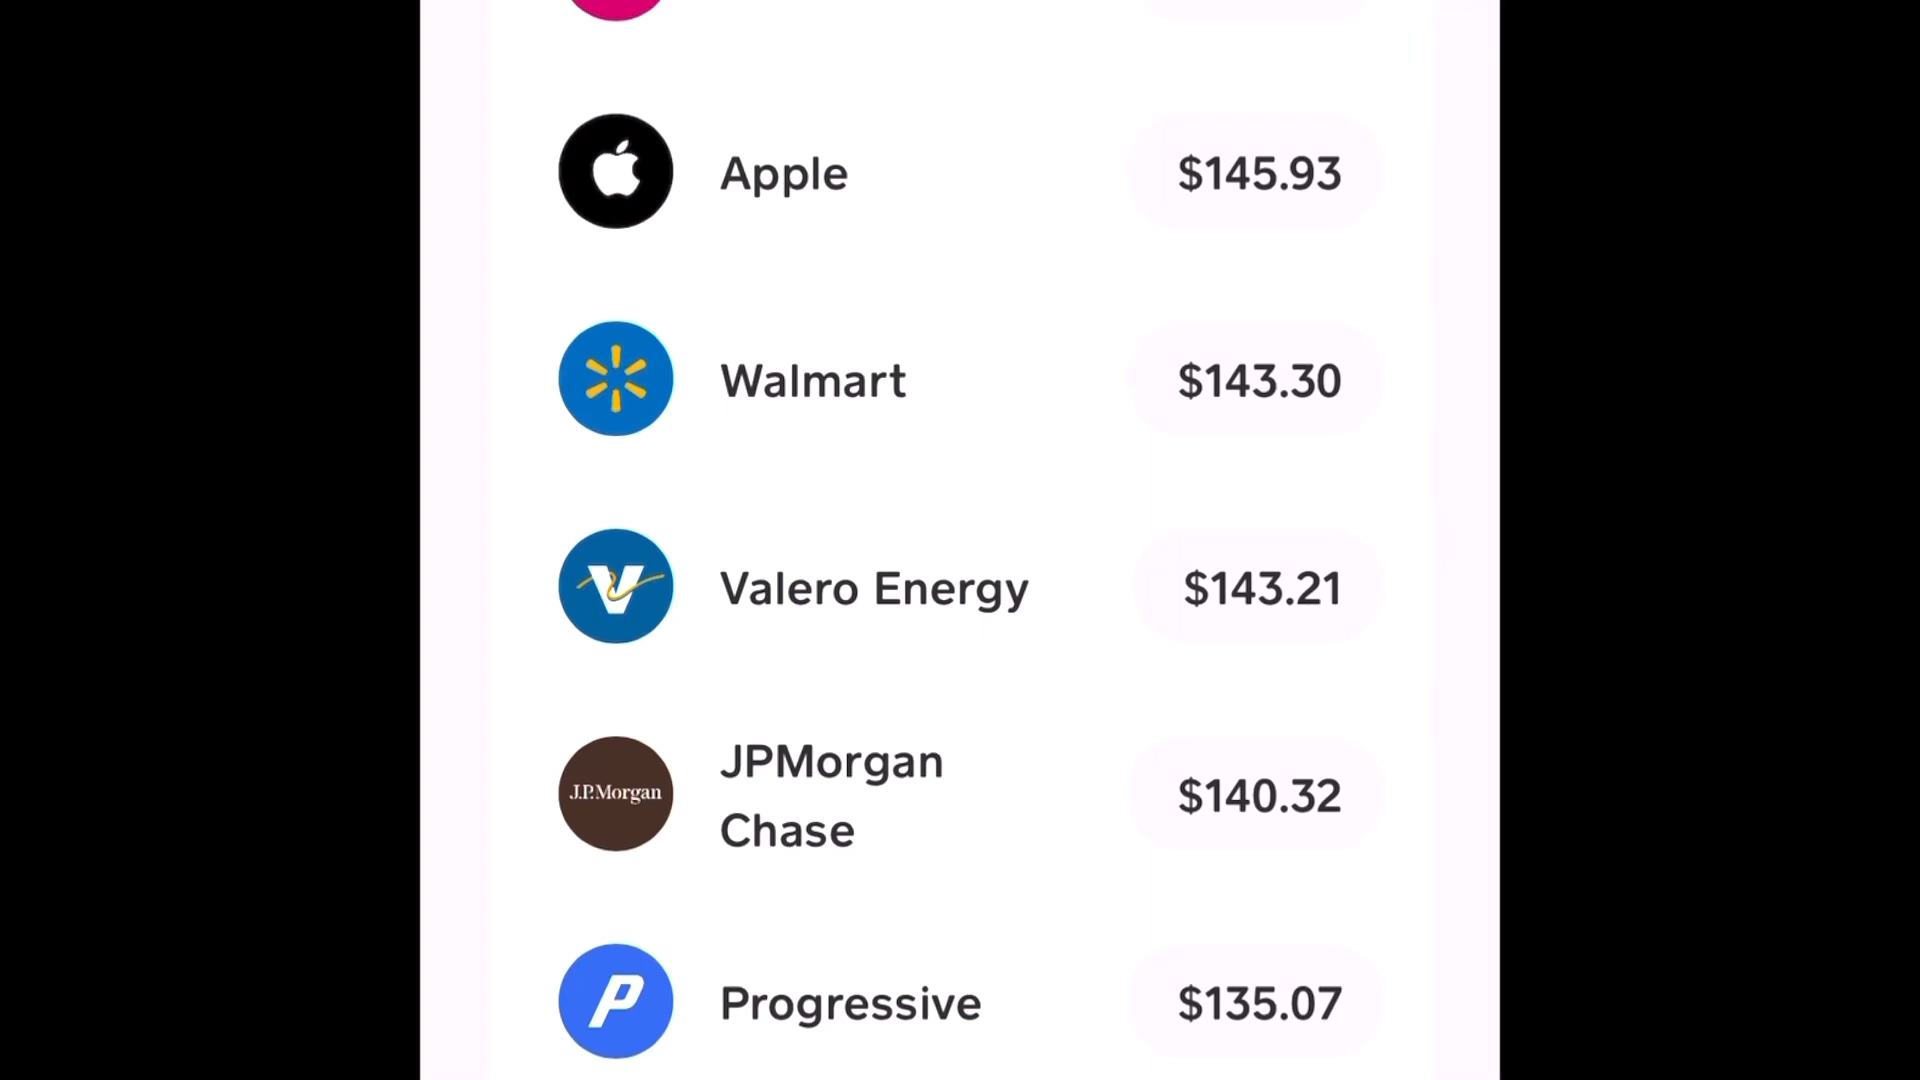 Apple $145.93
Walmart $143.30
Valero Energy $143.21
J.P.Morgan
JPMorgan
Chase
$140.32
P Progressive $135.07